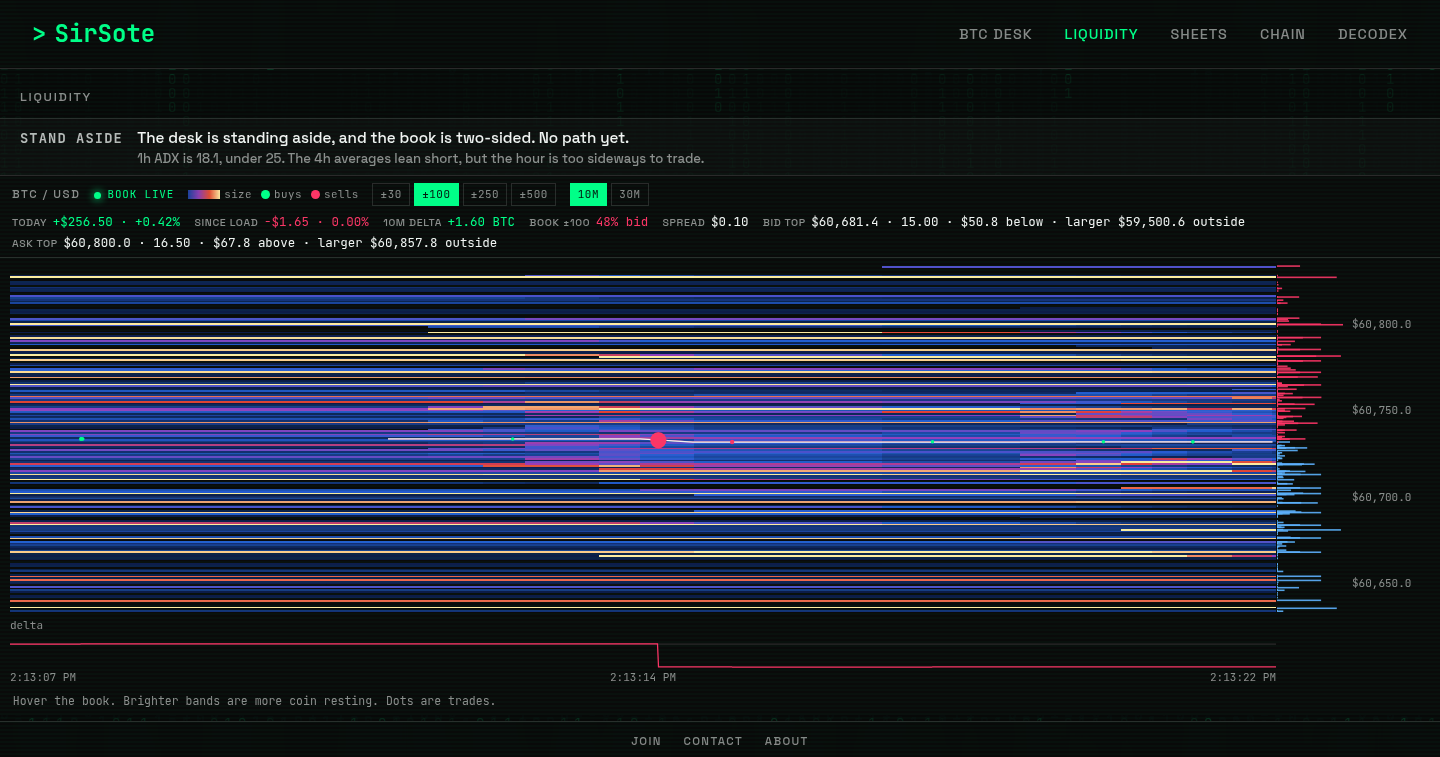 > SirSote
BTC DESK LIQUIDITY SHEETS CHAIN DECODEX
LIQUIDITY
STAND ASIDE The desk is standing aside, and the book is two-sided. No path yet.
1h ADX is 18.1, under 25. The 4h averages lean short, but the hour is too sideways to trade.
BTC / USD BOOK LIVE size buys sells ±30 ±100 ±250 ±500 10M 30M
TODAY +$256.50 · +0.42% SINCE LOAD -$1.65 · 0.00% 10M DELTA +1.60 BTC BOOK ±100 48% bid SPREAD $0.10 BID TOP $60,681.4 · 15.00 · $50.8 below · larger $59,500.6 outside
ASK TOP $60,800.0 · 16.50 · $67.8 above · larger $60,857.8 outside
$60,800.0
$60,750.0
$60,700.0
$60,650.0
delta
2:13:07 PM 2:13:14 PM 2:13:22 PM
Hover the book. Brighter bands are more coin resting. Dots are trades.
JOIN CONTACT ABOUT